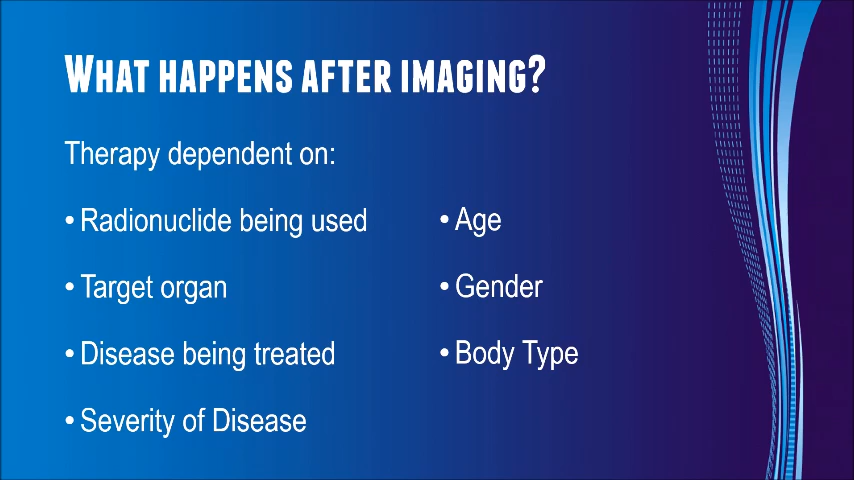 What happens after imaging?
Therapy dependent on:
• Radionuclide being used
• Target organ
• Disease being treated
• Severity of Disease
• Age
• Gender
• Body Type